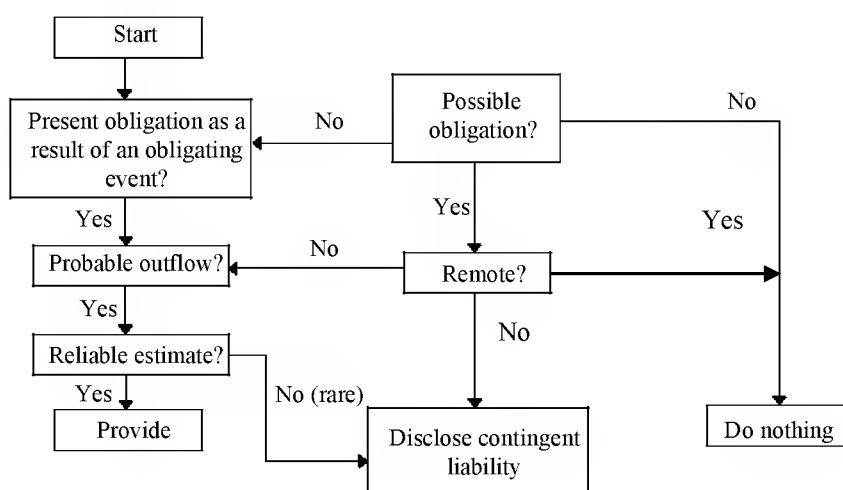 Start
Present obligation as a
result of an obligating
event?
No
Possible
obligation?
No
Yes
Yes
Yes
Probable outflow?
No
Remote?
Yes
No
Reliable estimate?
Yes
No (rare)
Provide
Disclose contingent
liability
Do nothing